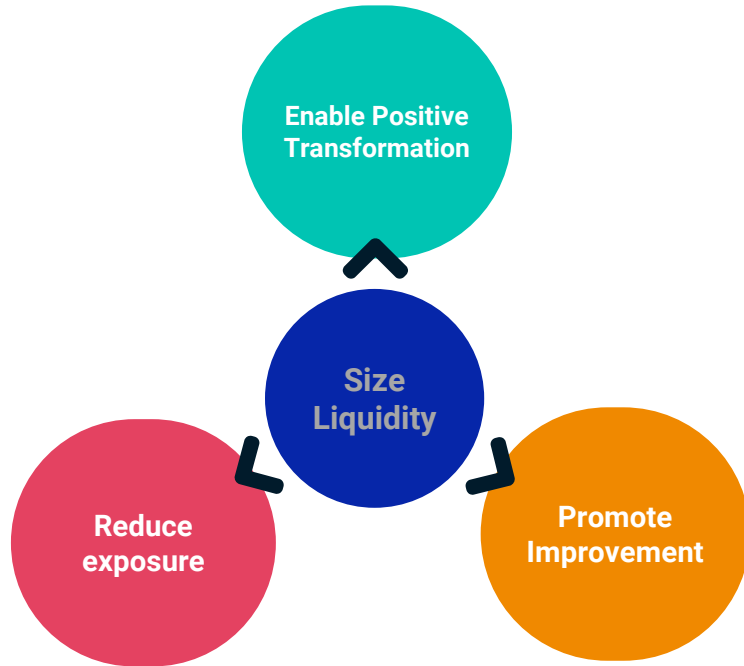 Enable Positive
Transformation
Size
Liquidity
Reduce
exposure
Promote
Improvement